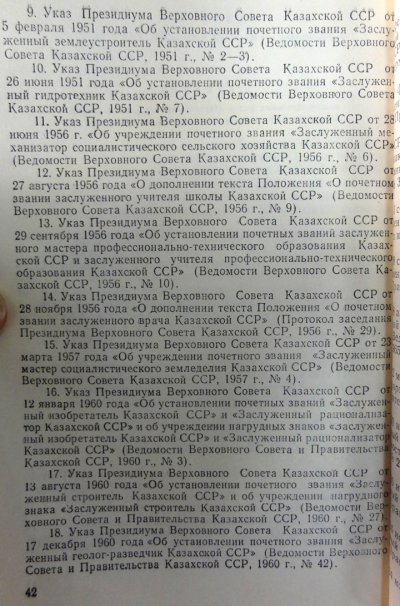 9. Указ Президиума Верховного Совета Казахской ССР от
5 февраля 1951 года «Об установлении почетного звания «Заслу-
женный землеустроитель Казахской ССР» (Ведомости Верховного
Совета Казахской ССР, 1951 г., № 2—3).
10. Указ Президиума Верховного Совета Казахской ССР от
26 июня 1951 года «Об установлении почетного звания «Заслужен-
ный гидротехник Казахской ССР» (Ведомости Верховного Совета
Казахской ССР, 1951 г., № 7).
11. Указ Президиума Верховного Совета Казахской ССР от 28
июня 1956 г. «Об учреждении почетного звания «Заслуженный ме-
ханизатор социалистического сельского хозяйства Казахской ССР»
(Ведомости Верховного Совета Казахской ССР, 1956 г., № 6).
12. Указ Президиума Верховного Совета Казахской ССР от
27 августа 1956 года «О дополнении текста Положения «О почетном
звании заслуженного учителя школы Казахской ССР» (Ведомости
Верховного Совета Казахской ССР, 1956 г., № 9).
13. Указ Президиума Верховного Совета Казахской ССР от
29 сентября 1956 года «Об установлении почетных званий заслужен-
ного мастера профессионально-технического образования Казах-
ской ССР и заслуженного учителя профессионально-технического
образования Казахской ССР» (Ведомости Верховного Совета Ка-
захской ССР, 1956 г., № 10).
14. Указ Президиума Верховного Совета Казахской ССР от
28 ноября 1956 года «О дополнении текста Положения «О почетном
звании заслуженного врача Казахской ССР» (Протокол заседания
Президиума Верховного Совета Казахской ССР, 1956 г., № 29).
15. Указ Президиума Верховного Совета Казахской ССР от 23
марта 1957 года «Об учреждении почетного звания «Заслуженный
мастер социалистического земледелия Казахской ССР» (Ведомости
Верховного Совета Казахской ССР, 1957 г., № 4).
16. Указ Президиума Верховного Совета Казахской ССР от
12 января 1960 года «Об установлении почетных званий «Заслужен-
ный изобретатель Казахской ССР» и «Заслуженный рационализа-
тор Казахской ССР» и об учреждении нагрудных знаков «Заслужен-
ный изобретатель Казахской ССР» и «Заслуженный рационализатор
Казахской ССР» (Ведомости Верховного Совета и Правительства
Казахской ССР, 1960 г., № 3).
17. Указ Президиума Верховного Совета Казахской ССР от
13 августа 1960 года «Об установлении почетного звания «Заслу-
женный строитель Казахской ССР» и об учреждении нагрудного
знака «Заслуженный строитель Казахской ССР» (Ведомости Вер-
ховного Совета и Правительства Казахской ССР, 1960 г., № 27).
18. Указ Президиума Верховного Совета Казахской ССР от
17 декабря 1960 года «Об установлении почетного звания «Заслу-
женный геолог-разведчик Казахской ССР» (Ведомости Верховного
Совета и Правительства Казахской ССР, 1960 г., № 42).
42